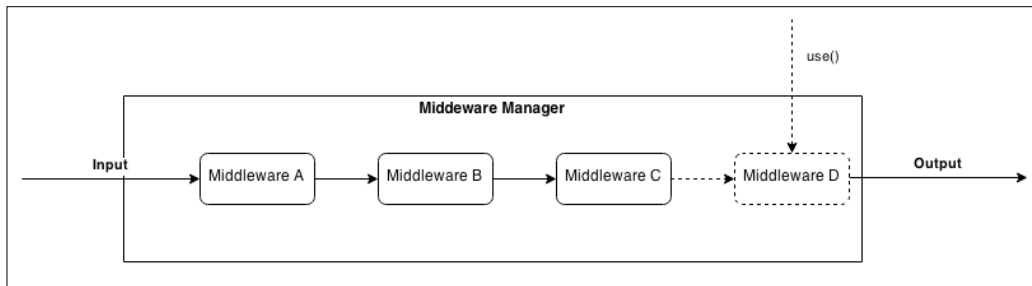 use()
Middeware Manager
Input
Middleware A
Middleware B
Middleware C
Middleware D
Output